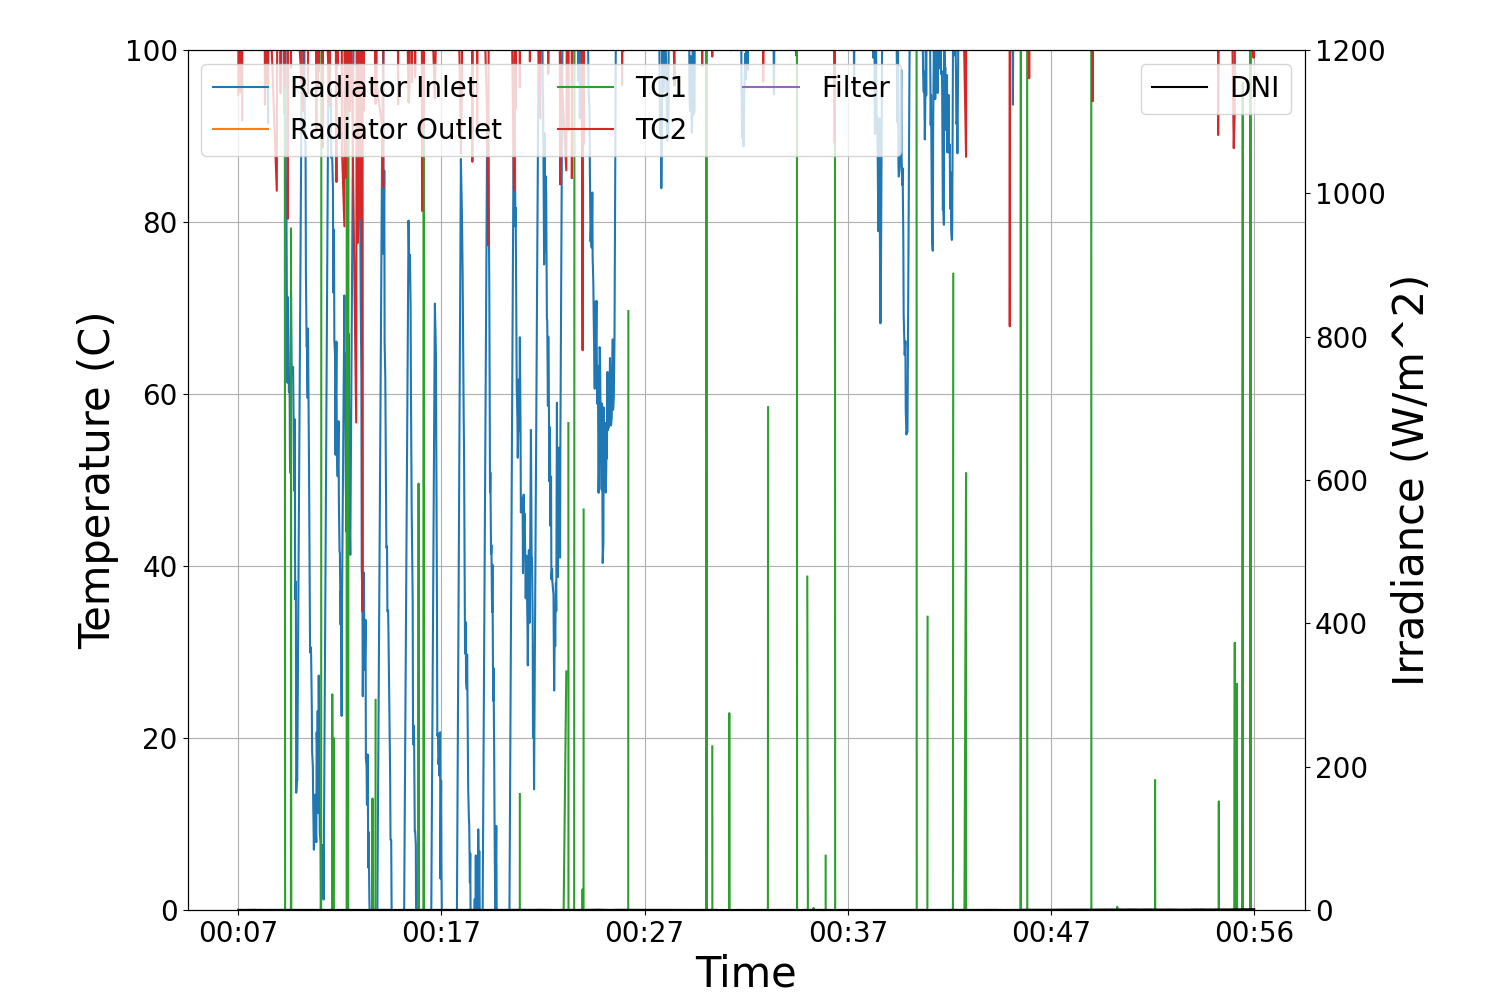 100
80
60
40
20
0
Temperature (C)
Radiator Inlet
Radiator Outlet
TC1
TC2
Filter
DNI
1200
1000
800
600
400
200
0
Irradiance (W/m^2)
00:07 00:17 00:27 00:37 00:47 00:56
Time